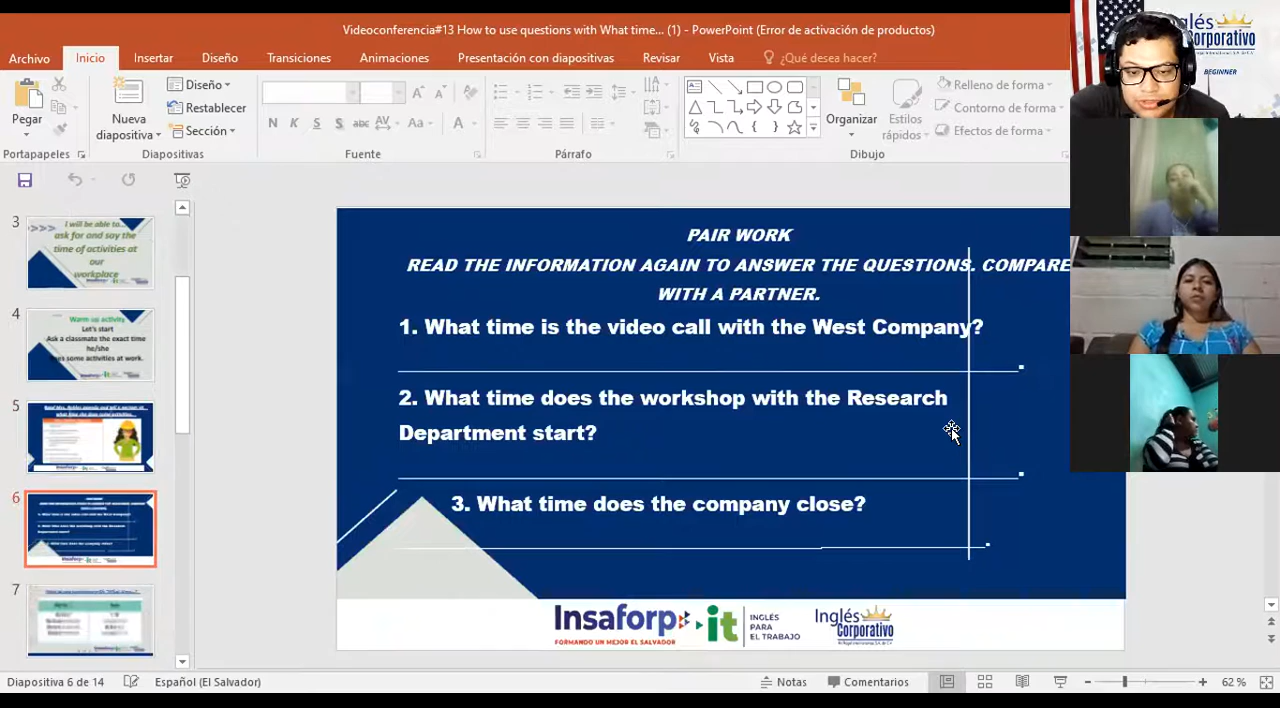 Videoconferencia#13 How to use questions with What time... (1) - PowerPoint (Error de activación de productos)
Archivo
Inicio
Insertar
Diseño
Transiciones
Animaciones
Presentación con diapositivas
Revisar
Vista
¿Qué desea hacer?
Pegar
Nueva
diapositiva
Diseño
Restablecer
Sección
N K S S abc AV Aa A
Organizar
Estilos
rápidos
Relleno de forma
Contorno de forma
Efectos de forma
Portapapeles
Diapositivas
Fuente
Párrafo
Dibujo
Inglés
Corporativo
BEGINNER
3
I will be able to...
ask for and say the
time of activities at
our
workplace
4
Warm up activity
Let's start
Ask a classmate the exact time
he/she
does some activities at work.
5
6
7
PAIR WORK
READ THE INFORMATION AGAIN TO ANSWER THE QUESTIONS. COMPARE
WITH A PARTNER.
1. What time is the video call with the West Company?
2. What time does the workshop with the Research
Department start?
3. What time does the company close?
Insaforp
FORMANDO UN MEJOR EL SALVADOR
it
INGLÉS
PARA
EL TRABAJO
Inglés
Corporativo
Diapositiva 6 de 14
Español (El Salvador)
Notas
Comentarios
62 %